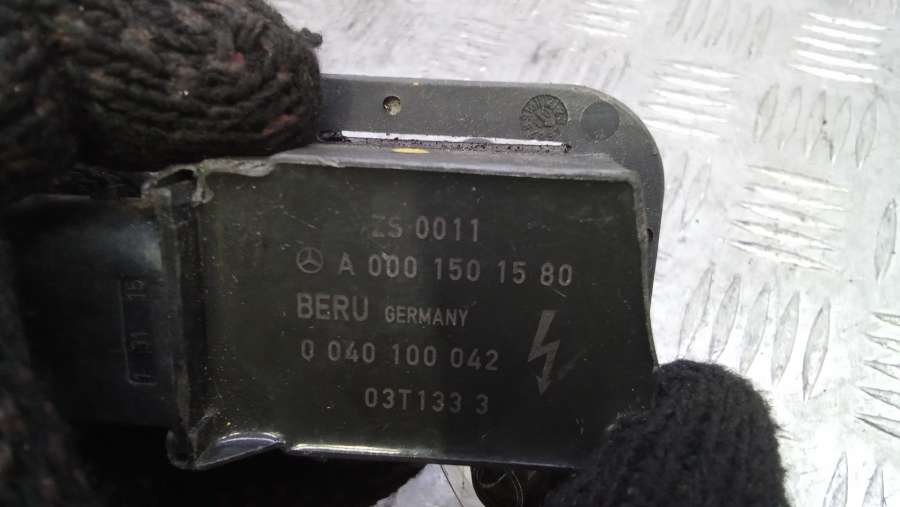 ZS 0011
A 000 150 15 80
BERU GERMANY
0 040 100 042
03T133 3